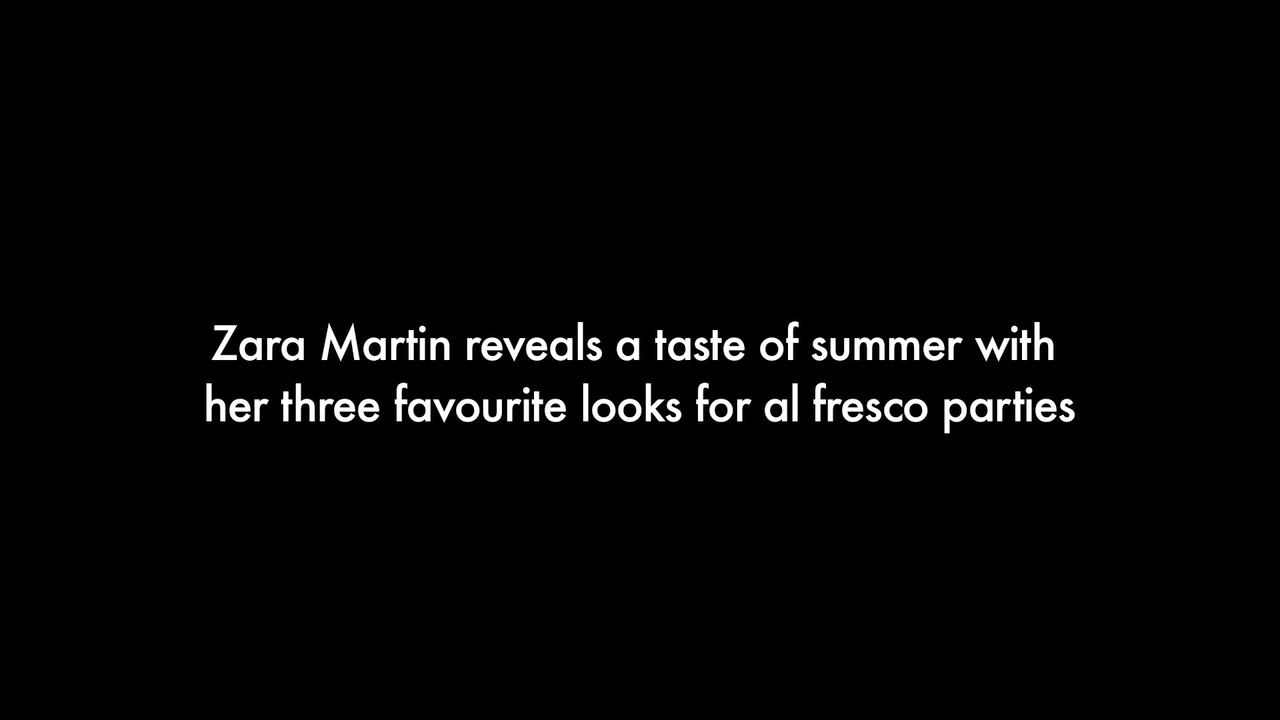 Zara Martin reveals a taste of summer with
her three favourite looks for al fresco parties